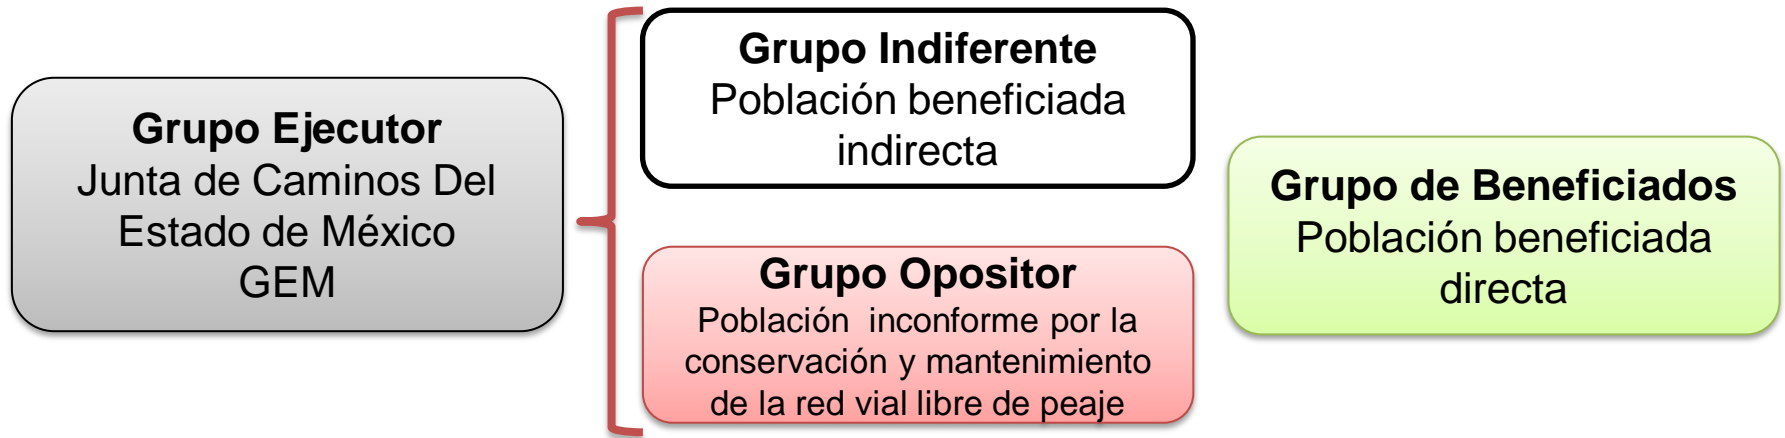 Grupo Ejecutor
Junta de Caminos Del
Estado de México
GEM
Grupo Indiferente
Población beneficiada
indirecta
Grupo Opositor
Población inconforme por la
conservación y mantenimiento
de la red vial libre de peaje
Grupo de Beneficiados
Población beneficiada
directa